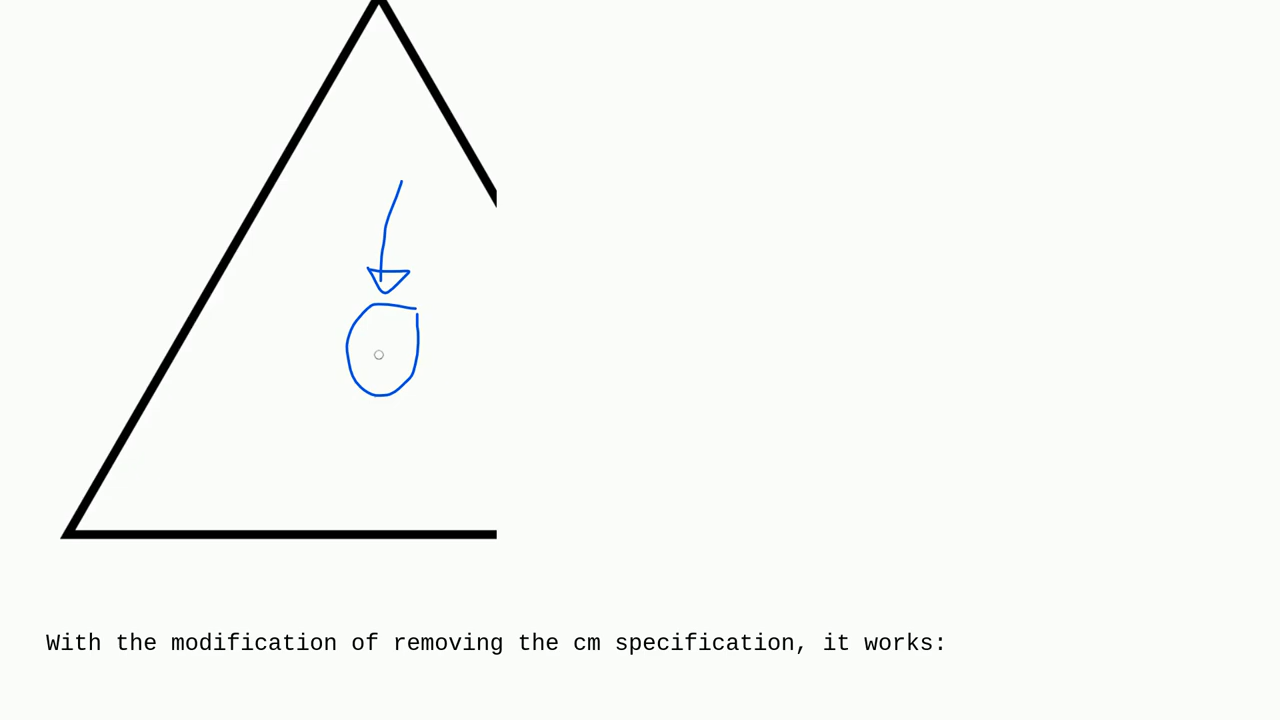 With the modification of removing the cm specification, it works: